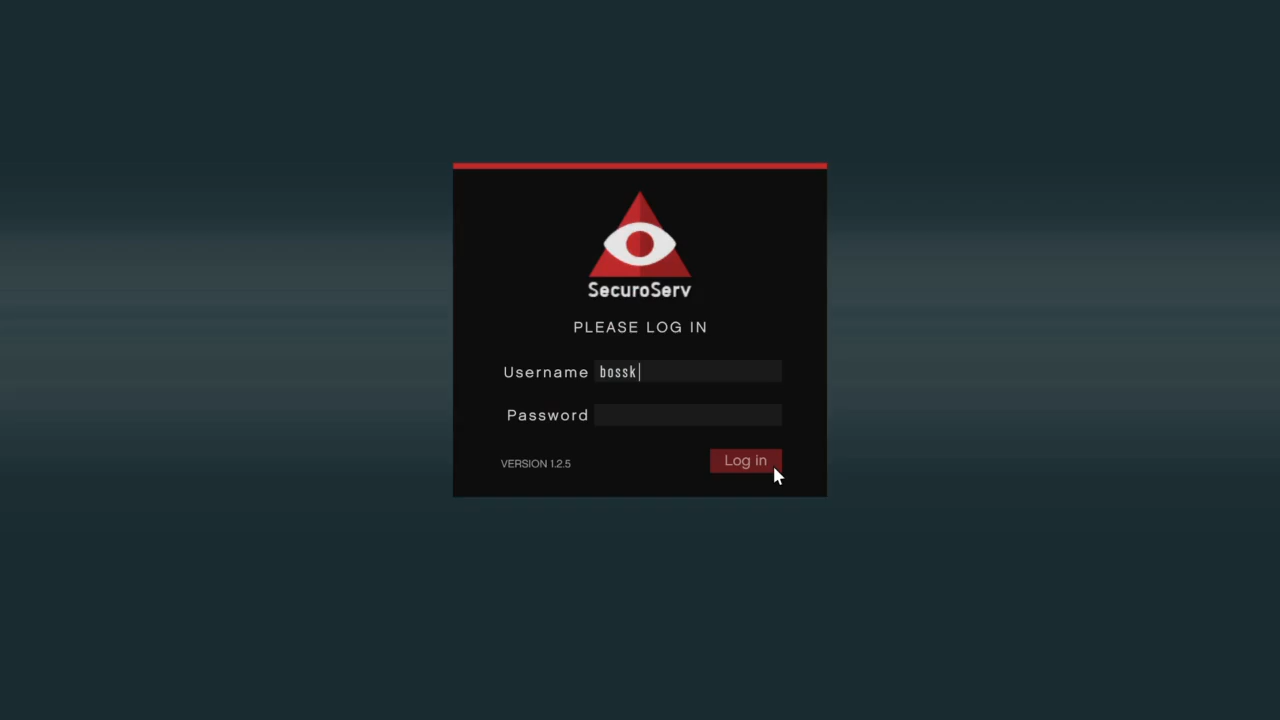 SecuroServ
PLEASE LOG IN
Username bossk
Password
VERSION 1.2.5 Log in